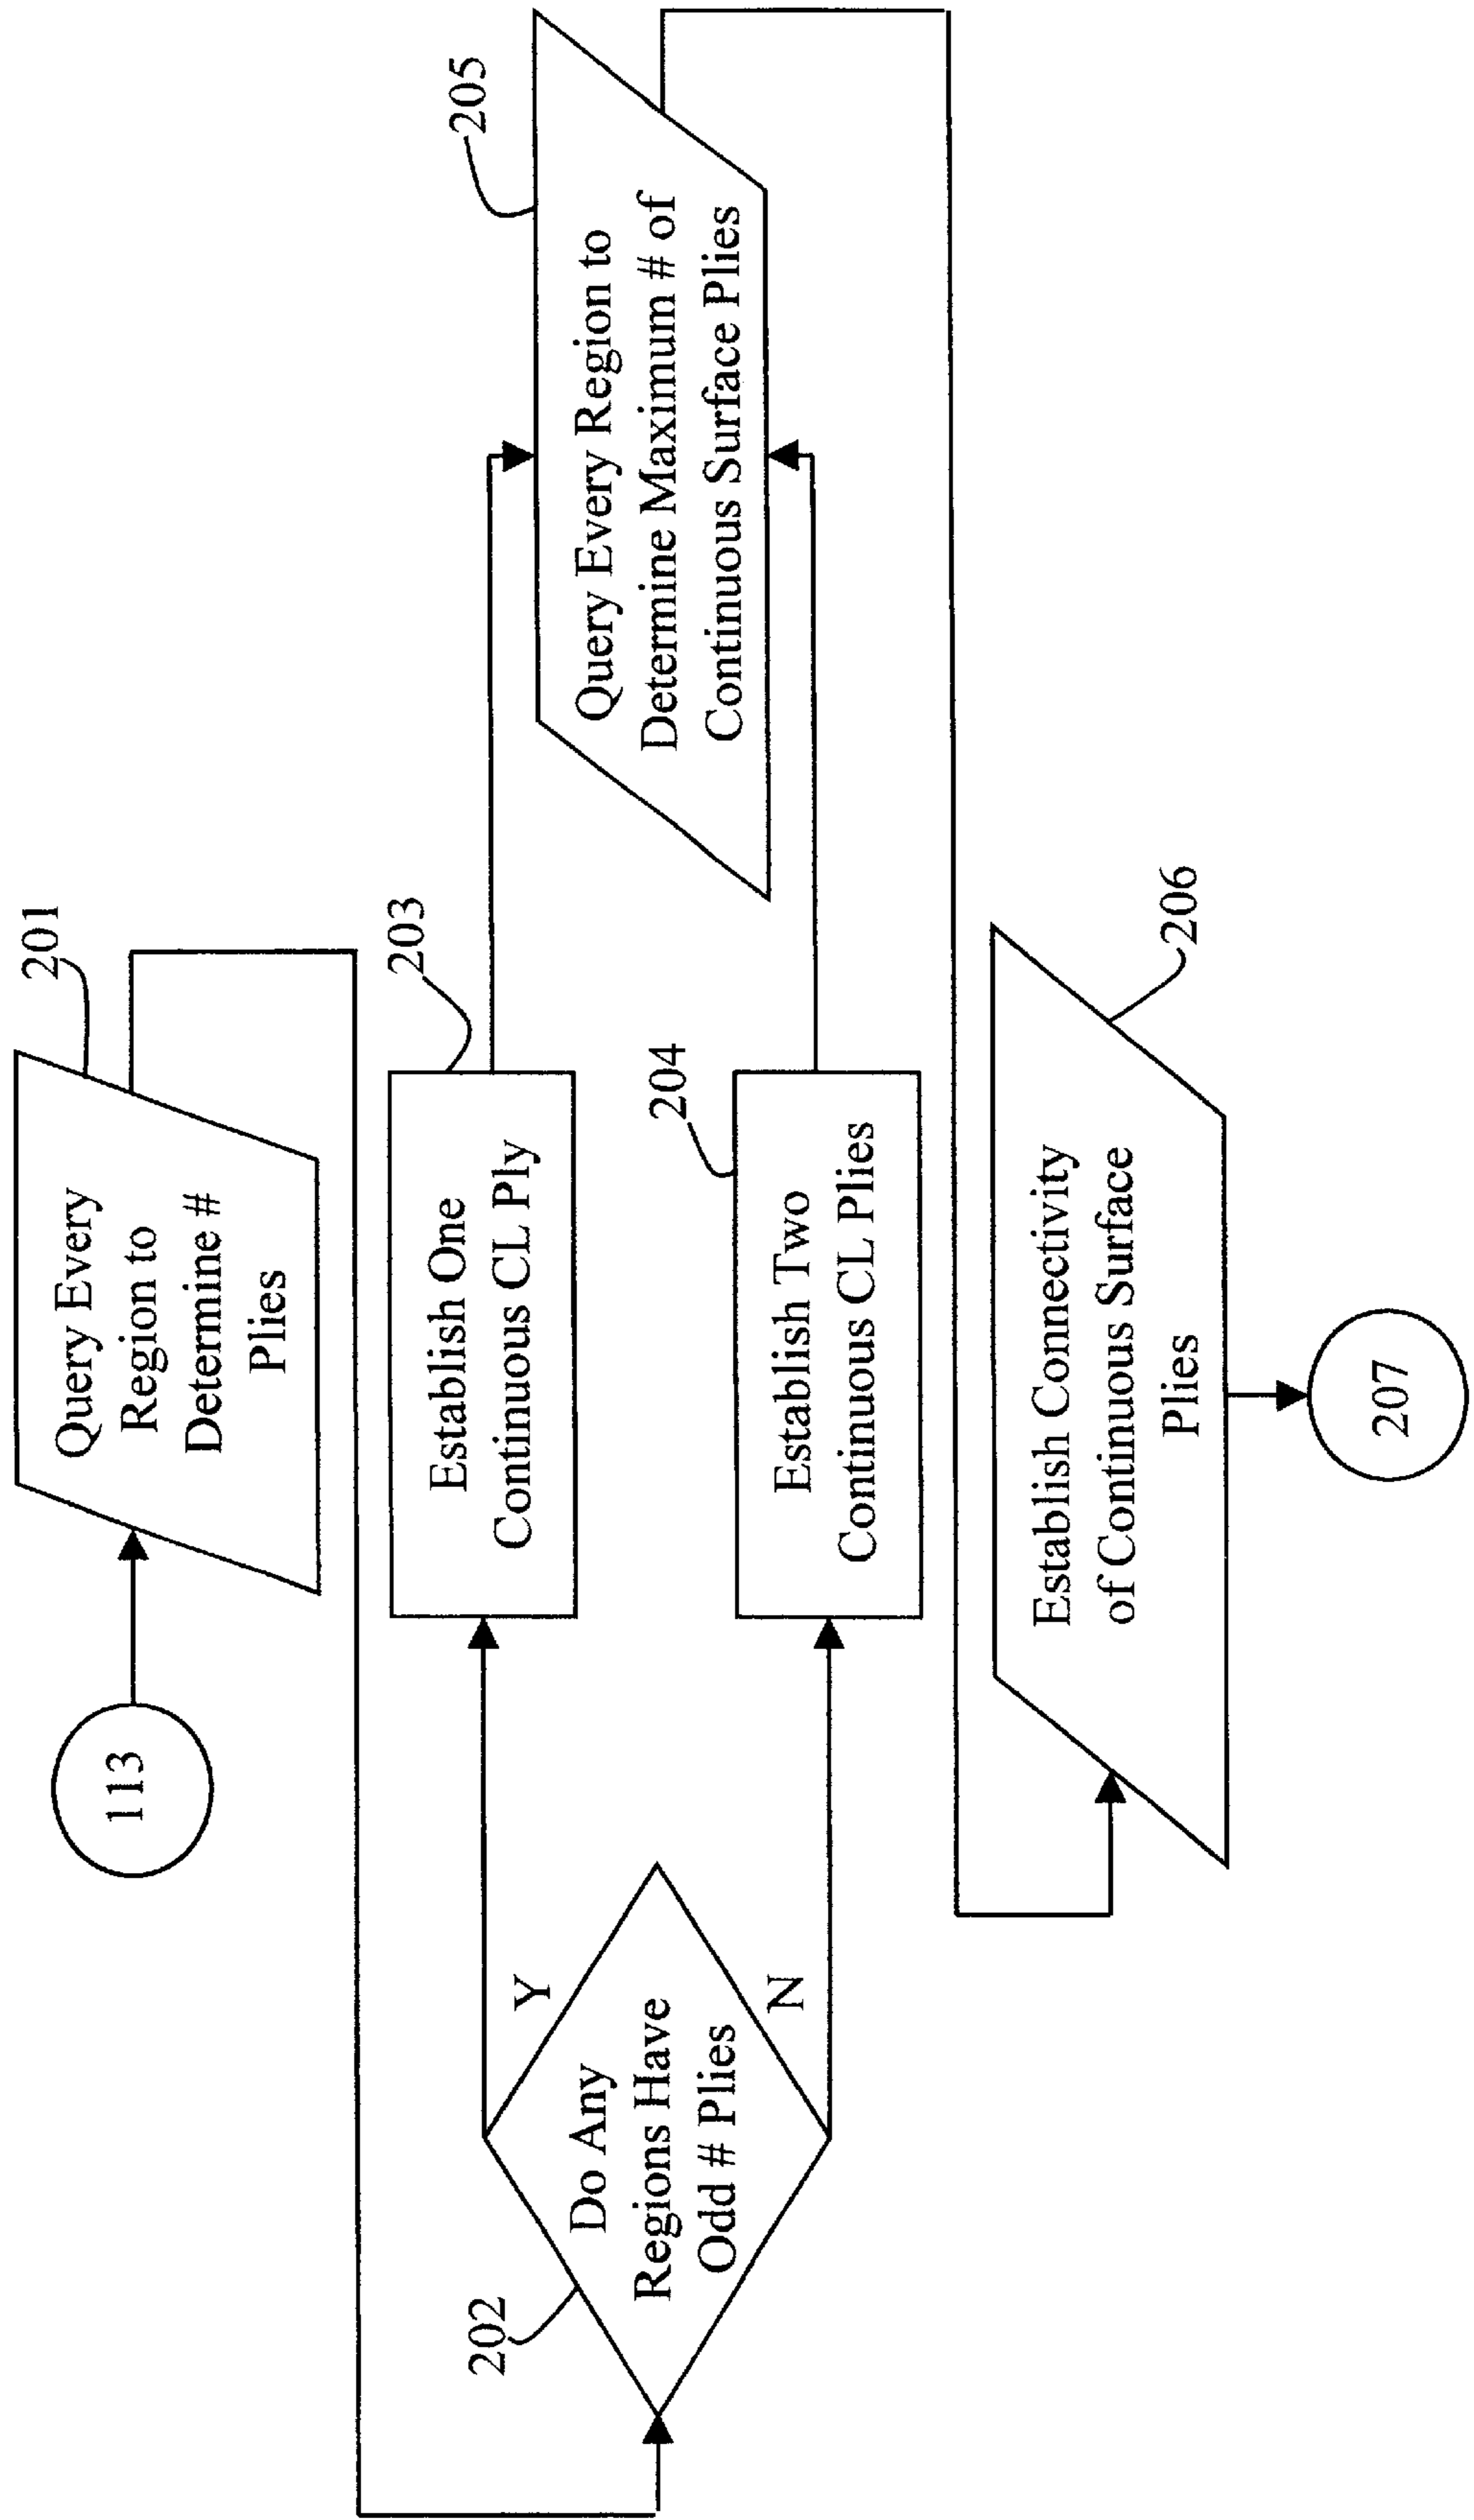 113
201
Query Every
Region to
Determine #
Plies
202
Do Any
Regions Have
Odd # Plies
Y
N
203
Establish One
Continuous CL Ply
204
Establish Two
Continuous CL Plies
205
Query Every Region to
Determine Maximum # of
Continuous Surface Plies
206
Establish Connectivity
of Continuous Surface
Plies
207